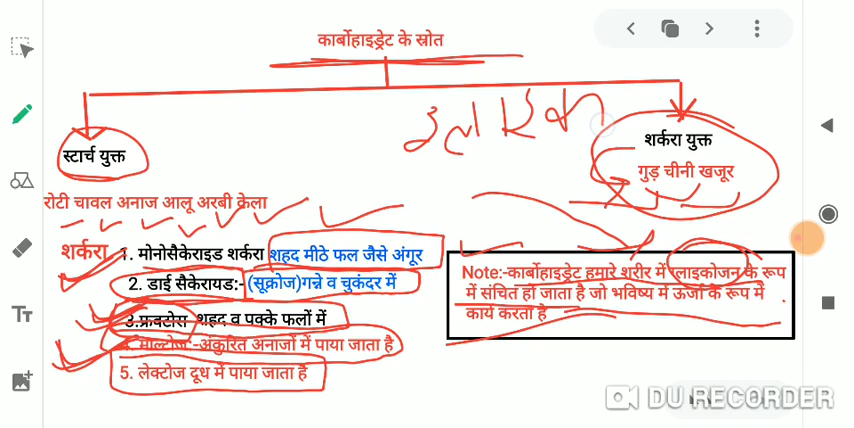 कार्बोहाइड्रेट के स्रोत
स्टार्च युक्त
शर्करा युक्त
गुड़ चीनी खजूर
रोटी चावल अनाज आलू अरबी केला
शर्करा
1. मोनोसैकेराइड शर्करा शहद मीठे फल जैसे अंगूर
2. डाई सैकेरायड:- (सूक्रोज)गन्ने व चुकंदर में
3.फ्रक्टोस शहद व पक्के फलों में
4. माल्टोज:-अंकुरित अनाजों में पाया जाता है
5. लेक्टोज दूध में पाया जाता है
Note:-कार्बोहाइड्रेट हमारे शरीर में ग्लाइकोजन के रूप
में संचित हो जाता है जो भविष्य में ऊर्जा के रूप में
कार्य करता है
DU RECORDER